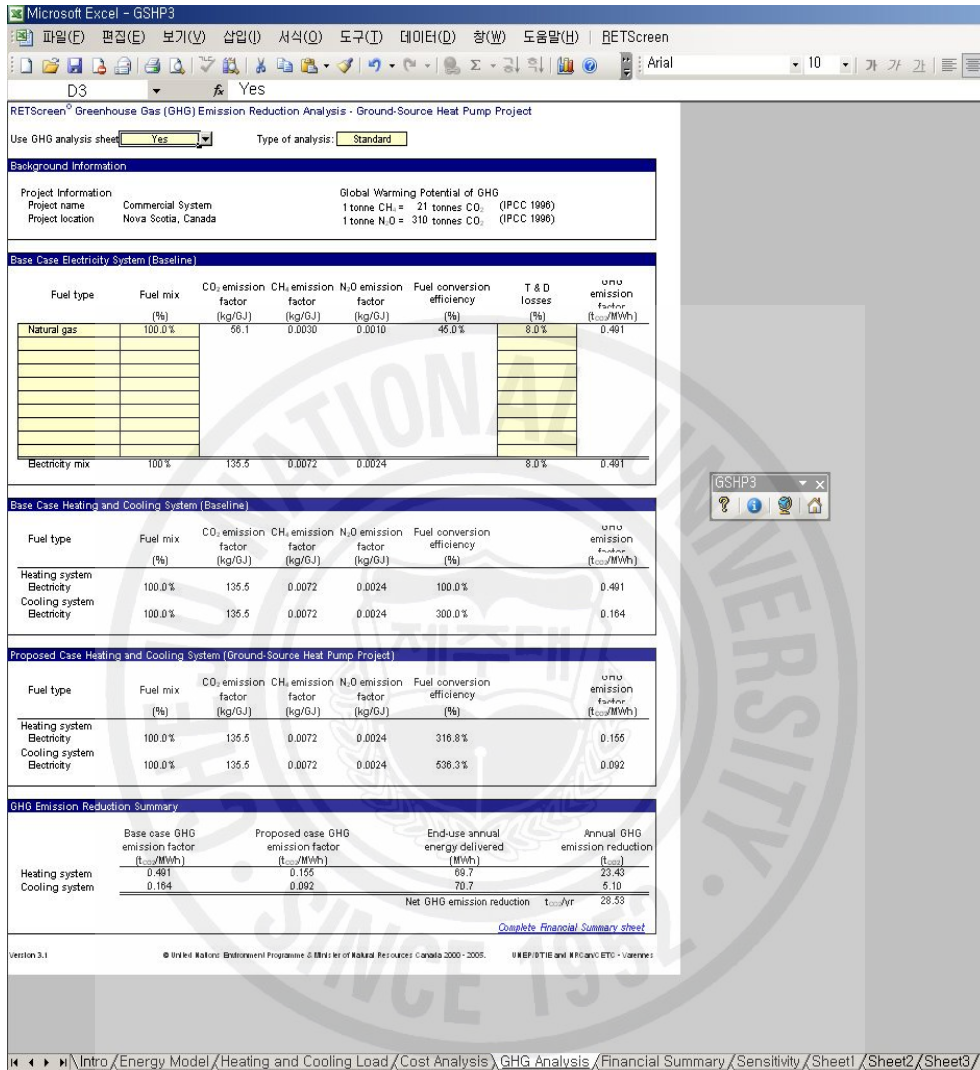 Microsoft Excel - GSHP3
파일(F) 편집(E) 보기(V) 삽입(I) 서식(O) 도구(T) 데이터(D) 창(W) 도움말(H) RETScreen
Arial 10 가 가 가
D3 fx Yes
RETScreen® Greenhouse Gas (GHG) Emission Reduction Analysis - Ground-Source Heat Pump Project
Use GHG analysis sheet Yes Type of analysis: Standard
Background Information
Project Information Global Warming Potential of GHG
Project name Commercial System 1 tonne CH₄ = 21 tonnes CO₂ (IPCC 1996)
Project location Nova Scotia, Canada 1 tonne N₂O = 310 tonnes CO₂ (IPCC 1996)
Base Case Electricity System (Baseline)
Fuel type Fuel mix CO₂ emission factor CH₄ emission factor N₂O emission factor Fuel conversion efficiency T & D losses GHG emission factor
(%) (kg/GJ) (kg/GJ) (kg/GJ) (%) (%) (tCO2/MWh)
Natural gas 100.0% 56.1 0.0030 0.0010 45.0% 8.0% 0.491
Electricity mix 100% 135.5 0.0072 0.0024 8.0% 0.491
Base Case Heating and Cooling System (Baseline)
Fuel type Fuel mix CO₂ emission factor CH₄ emission factor N₂O emission factor Fuel conversion efficiency GHG emission factor
(%) (kg/GJ) (kg/GJ) (kg/GJ) (%) (tCO2/MWh)
Heating system
Electricity 100.0% 135.5 0.0072 0.0024 100.0% 0.491
Cooling system
Electricity 100.0% 135.5 0.0072 0.0024 300.0% 0.164
Proposed Case Heating and Cooling System (Ground-Source Heat Pump Project)
Fuel type Fuel mix CO₂ emission factor CH₄ emission factor N₂O emission factor Fuel conversion efficiency GHG emission factor
(%) (kg/GJ) (kg/GJ) (kg/GJ) (%) (tCO2/MWh)
Heating system
Electricity 100.0% 135.5 0.0072 0.0024 316.8% 0.155
Cooling system
Electricity 100.0% 135.5 0.0072 0.0024 536.3% 0.092
GHG Emission Reduction Summary
Base case GHG Proposed case GHG End-use annual Annual GHG
emission factor emission factor energy delivered emission reduction
(tCO2/MWh) (tCO2/MWh) (MWh) (tCO2)
Heating system 0.491 0.155 69.7 23.43
Cooling system 0.164 0.092 70.7 5.10
Net GHG emission reduction tCO2/yr 28.53
Complete Financial Summary sheet
Version 3.1 © United Nations Environment Programme & Minister of Natural Resources Canada 2000 - 2005. UNEP/DTIE and NRCan/CETC - Varennes
GSHP3
Intro / Energy Model / Heating and Cooling Load / Cost Analysis \ GHG Analysis / Financial Summary / Sensitivity / Sheet1 / Sheet2 / Sheet3 /
NATIONAL UNIVERSITY
제주대
SINCE 1952